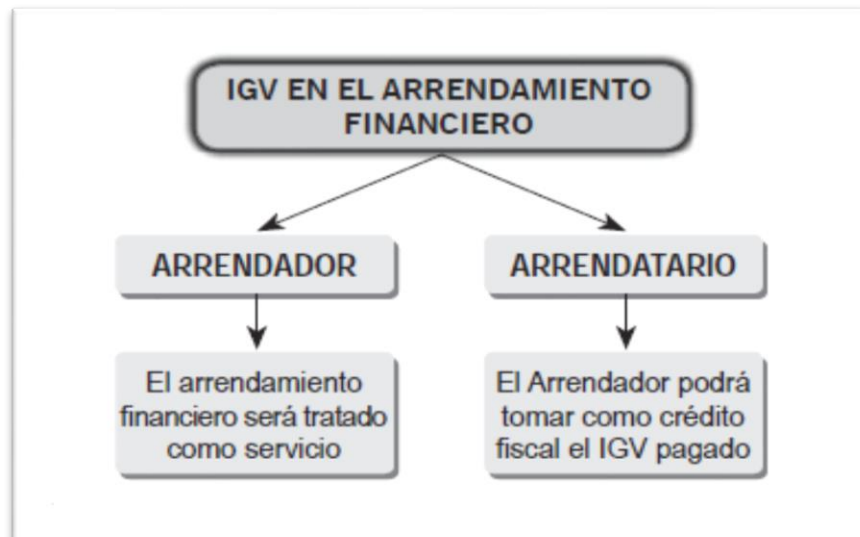 IGV EN EL ARRENDAMIENTO
FINANCIERO
ARRENDADOR
ARRENDATARIO
El arrendamiento
financiero será tratado
como servicio
El Arrendador podrá
tomar como crédito
fiscal el IGV pagado